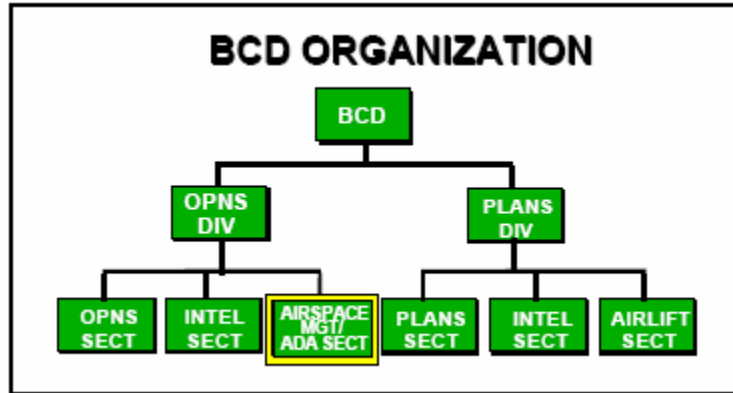 BCD ORGANIZATION
BCD
OPNS
DIV
PLANS
DIV
OPNS
SECT
INTEL
SECT
AIRSPACE
MGT/
ADA SECT
PLANS
SECT
INTEL
SECT
AIRLIFT
SECT